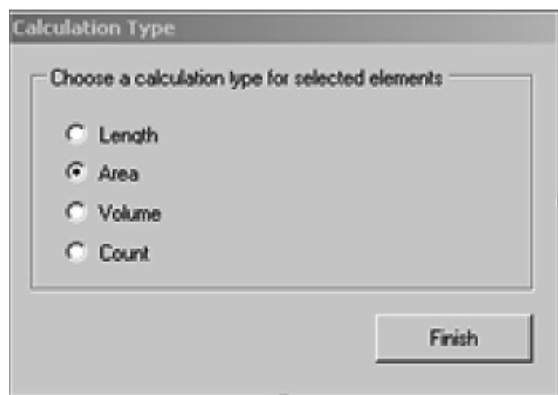 Calculation Type
Choose a calculation type for selected elements
Length
Area
Volume
Count
Finish